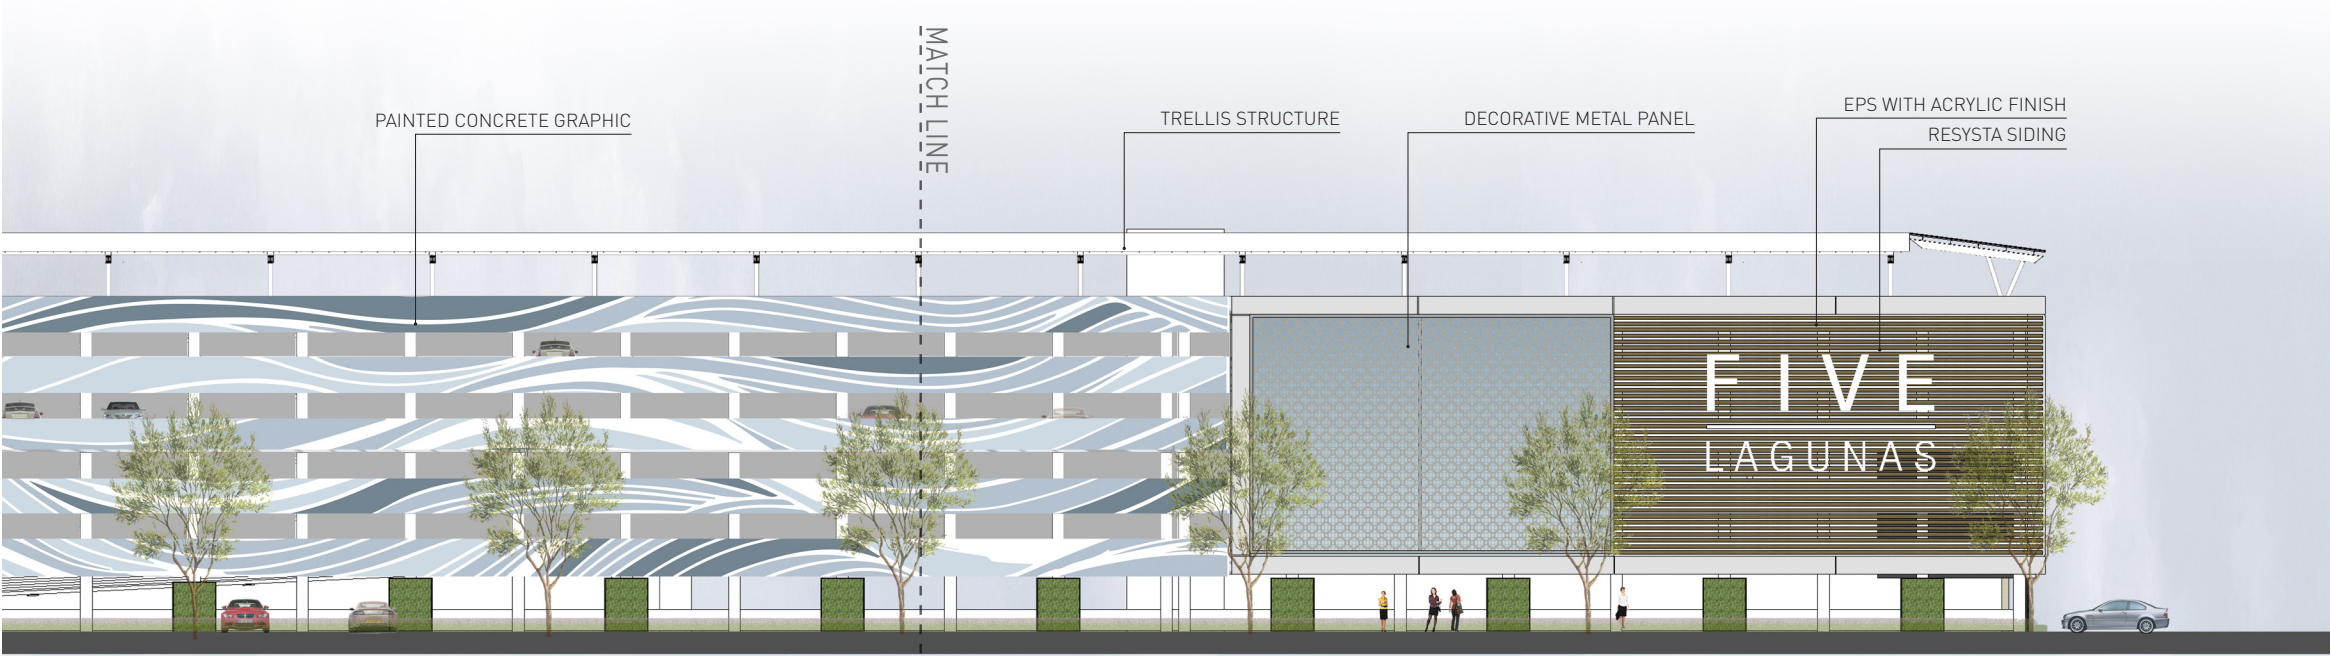 MATCH LINE
PAINTED CONCRETE GRAPHIC
TRELLIS STRUCTURE
DECORATIVE METAL PANEL
EPS WITH ACRYLIC FINISH
RESYSTA SIDING
FIVE
LAGUNAS